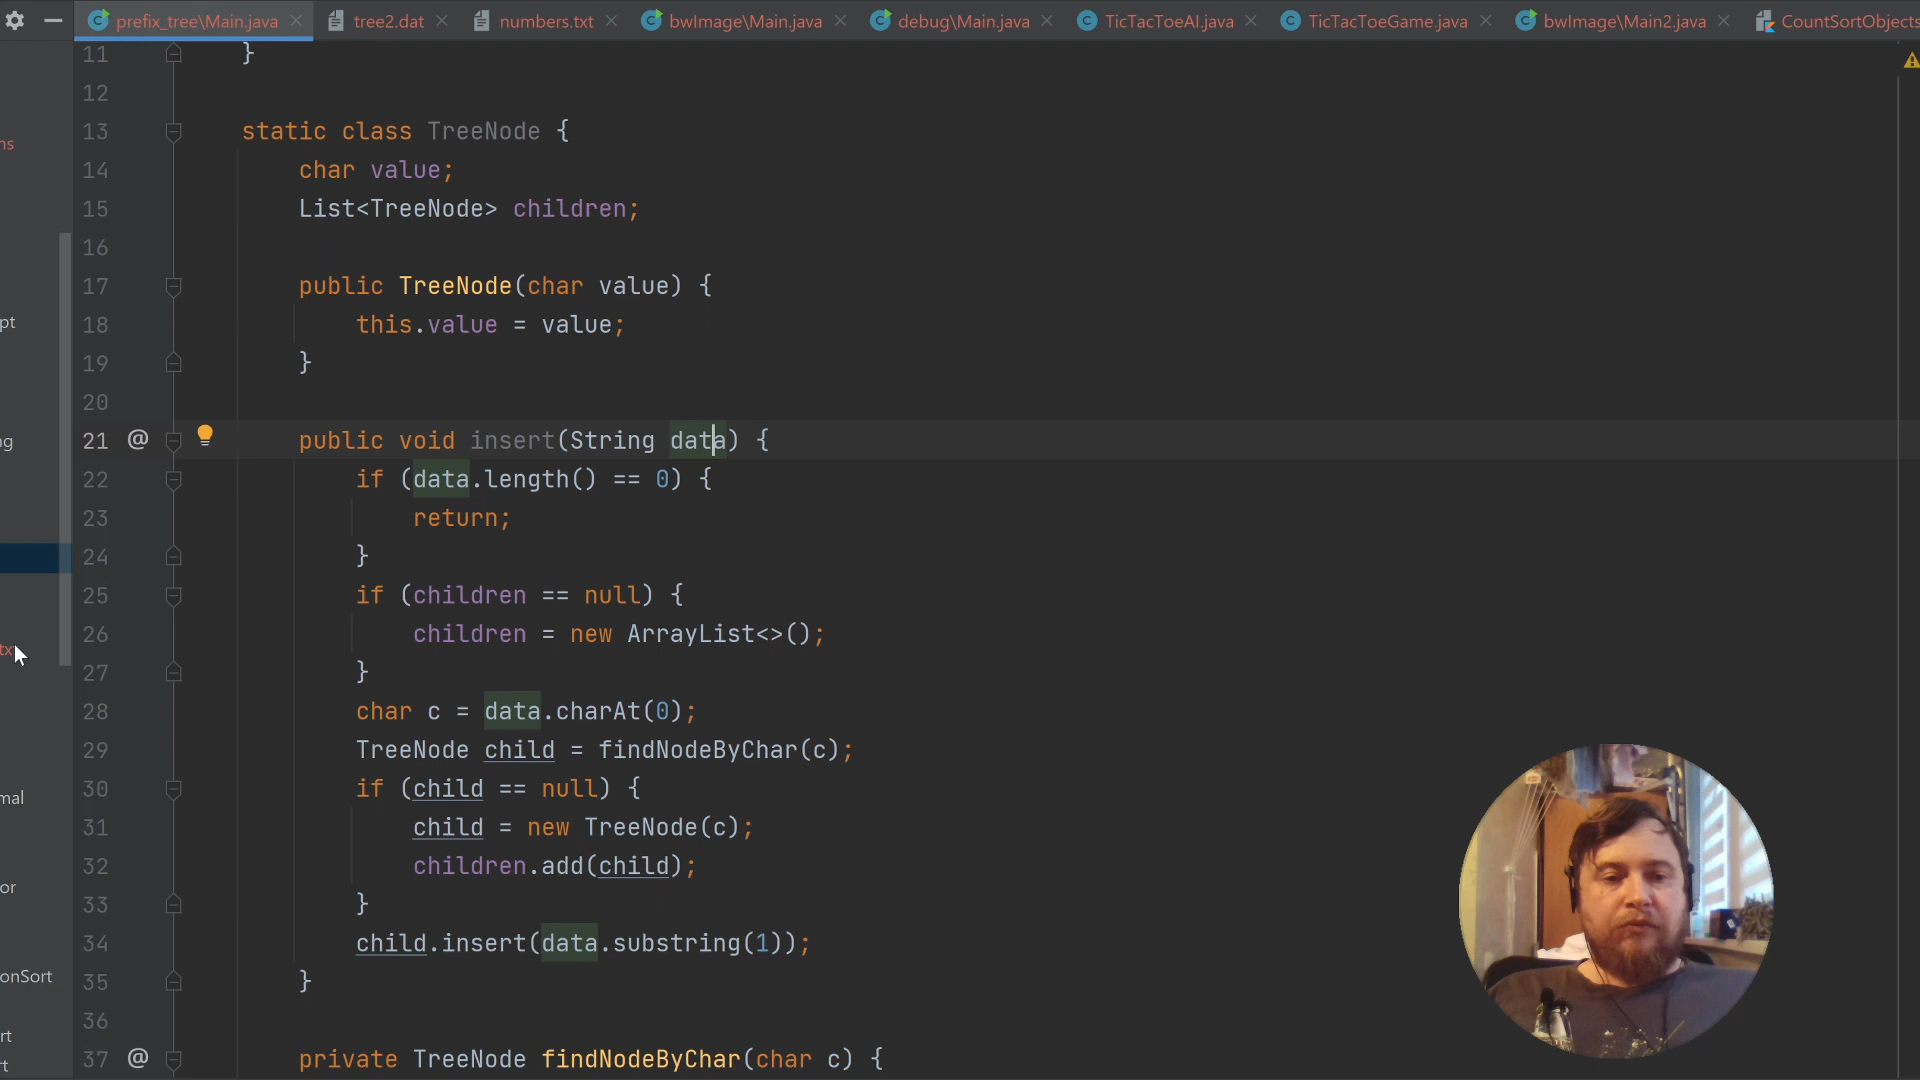 prefix_tree\Main.java tree2.dat numbers.txt bwImage\Main.java debug\Main.java TicTacToeAI.java TicTacToeGame.java bwImage\Main2.java CountSortObjects
11 }
12
13 static class TreeNode {
14 char value;
15 List<TreeNode> children;
16
17 public TreeNode(char value) {
18 this.value = value;
19 }
20
21 @ public void insert(String data) {
22 if (data.length() == 0) {
23 return;
24 }
25 if (children == null) {
26 children = new ArrayList<>();
27 }
28 char c = data.charAt(0);
29 TreeNode child = findNodeByChar(c);
30 if (child == null) {
31 child = new TreeNode(c);
32 children.add(child);
33 }
34 child.insert(data.substring(1));
35 }
36
37 @ private TreeNode findNodeByChar(char c) {
ns
pt
ng
mal
or
onSort
rt
rt